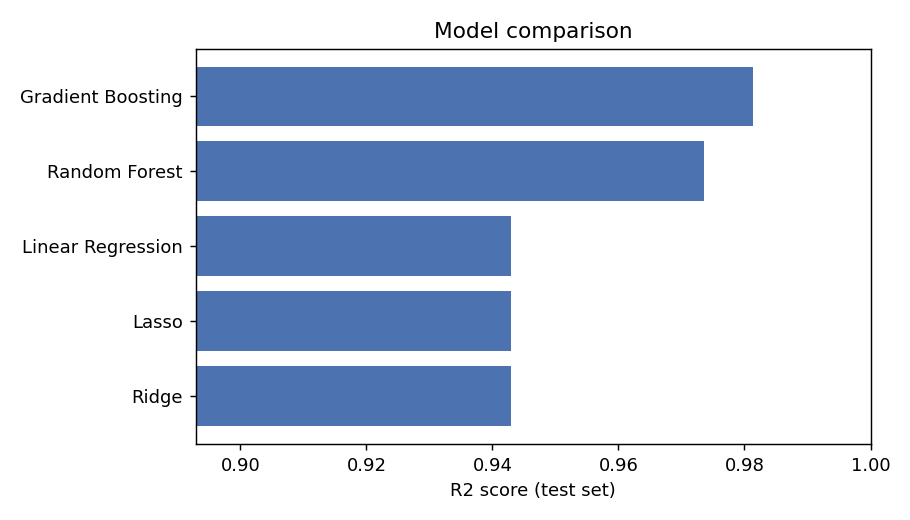 Model comparison
Gradient Boosting
Random Forest
Linear Regression
Lasso
Ridge
0.90 0.92 0.94 0.96 0.98 1.00
R2 score (test set)